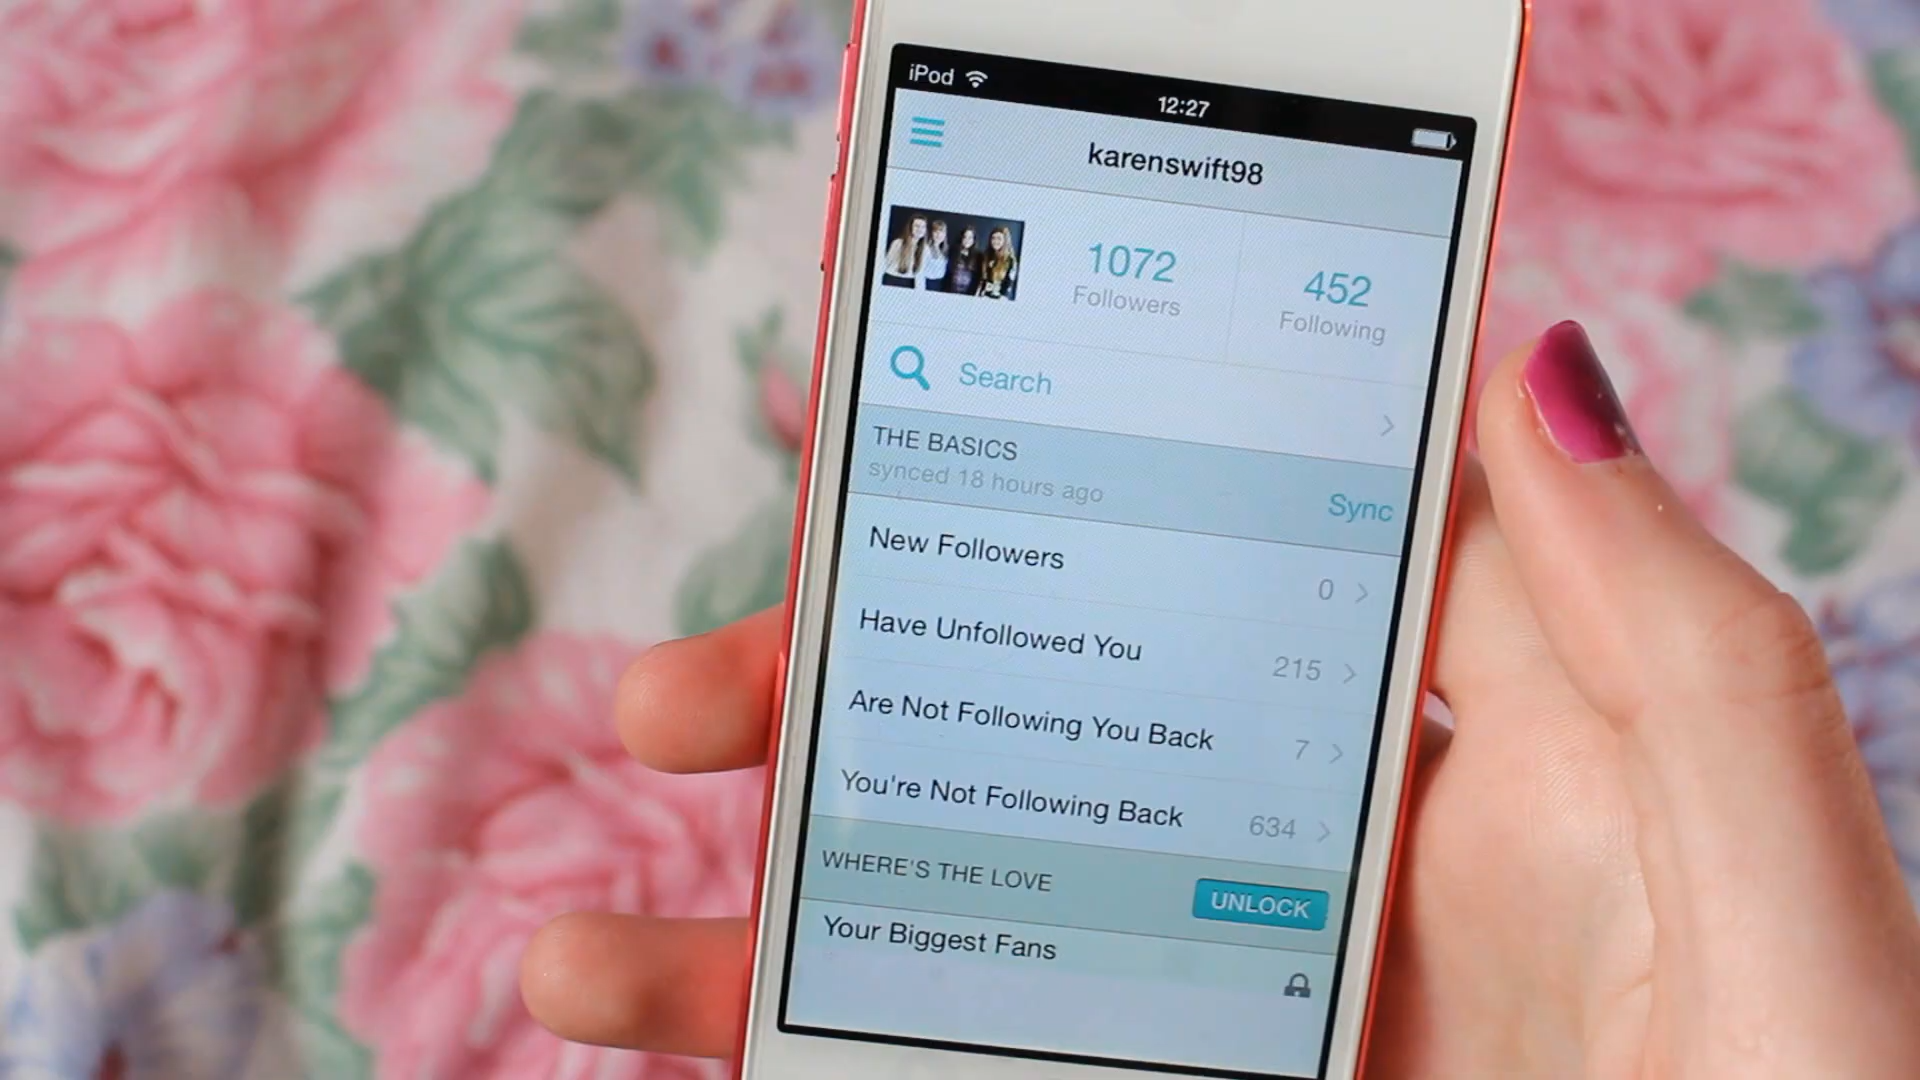 iPod
12:27
karenswift98
1072
Followers
452
Following
Search
THE BASICS
synced 18 hours ago
Sync
New Followers
0
Have Unfollowed You
215
Are Not Following You Back
7
You're Not Following Back
634
WHERE'S THE LOVE
UNLOCK
Your Biggest Fans